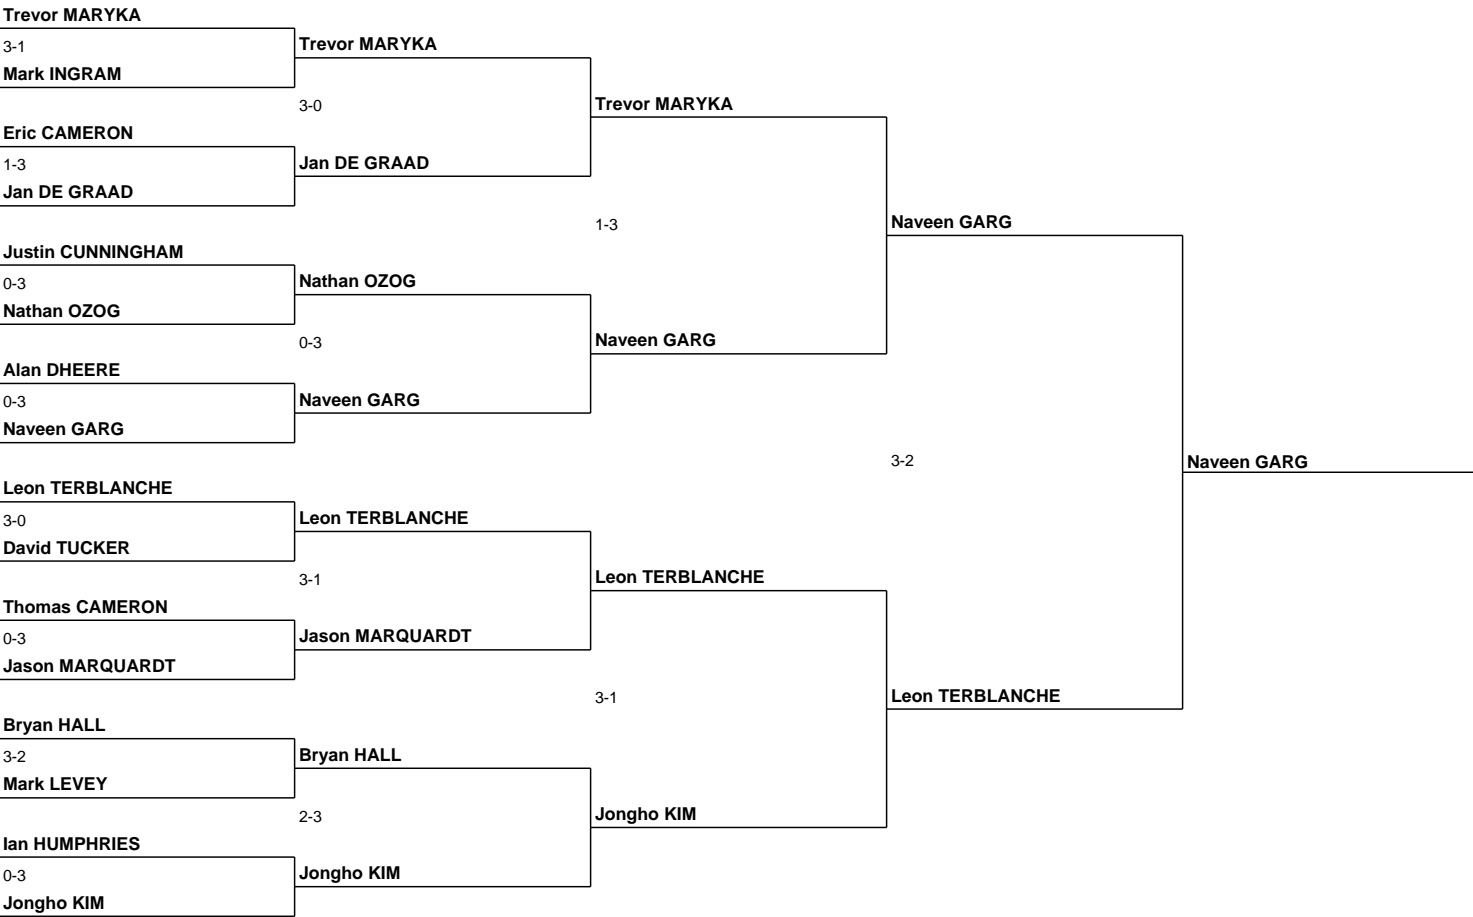 Trevor MARYKA
3-1
Mark INGRAM
Eric CAMERON
1-3
Jan DE GRAAD
Justin CUNNINGHAM
0-3
Nathan OZOG
Alan DHEERE
0-3
Naveen GARG
Leon TERBLANCHE
3-0
David TUCKER
Thomas CAMERON
0-3
Jason MARQUARDT
Bryan HALL
3-2
Mark LEVEY
Ian HUMPHRIES
0-3
Jongho KIM
Trevor MARYKA
3-0
Jan DE GRAAD
Nathan OZOG
0-3
Naveen GARG
Leon TERBLANCHE
3-1
Jason MARQUARDT
Bryan HALL
2-3
Jongho KIM
Trevor MARYKA
1-3
Naveen GARG
Leon TERBLANCHE
3-1
Jongho KIM
Naveen GARG
3-2
Leon TERBLANCHE
Naveen GARG